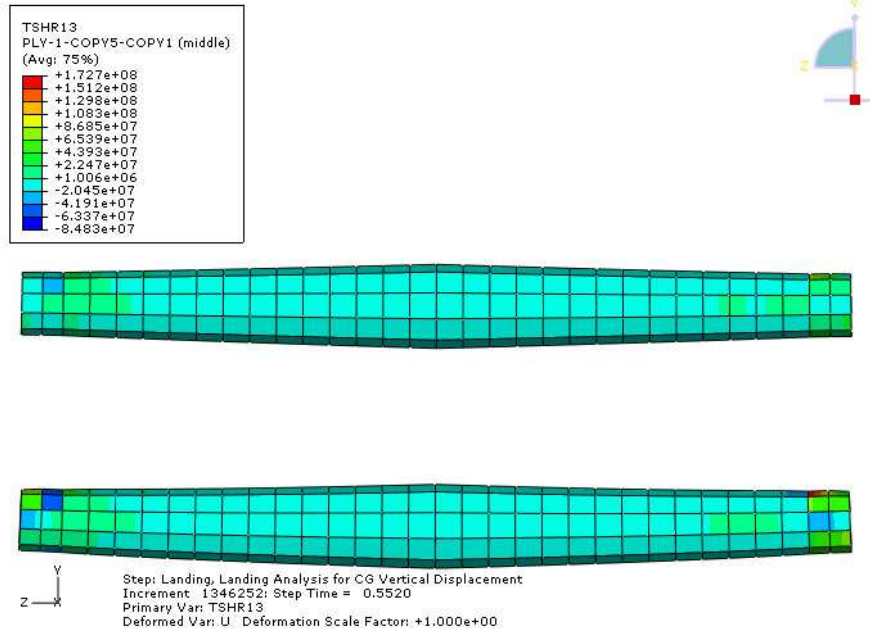 TSHR13
PLY-1-COPY5-COPY1 (middle)
(Avg: 75%)
+1.727e+08
+1.512e+08
+1.298e+08
+1.083e+08
+8.685e+07
+6.539e+07
+4.393e+07
+2.247e+07
+1.006e+06
-2.045e+07
-4.191e+07
-6.337e+07
-8.483e+07
Y
Z
X
Y
Z
X
Step: Landing, Landing Analysis for CG Vertical Displacement
Increment 1346252: Step Time = 0.5520
Primary Var: TSHR13
Deformed Var: U Deformation Scale Factor: +1.000e+00